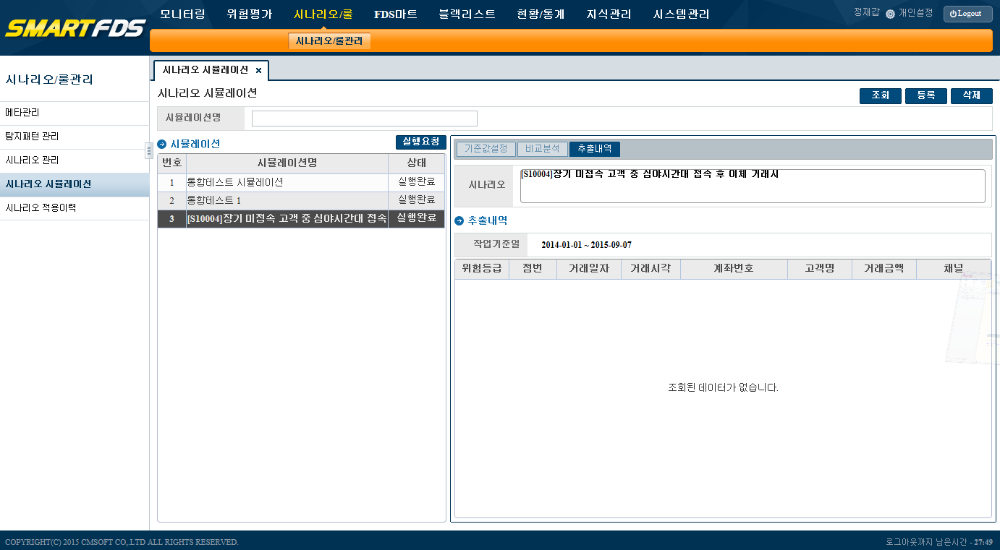 SMARTFDS
모니터링 위험평가 시나리오/룰 FDS마트 블랙리스트 현황/통계 지식관리 시스템관리
정재갑 개인설정 Logout
시나리오/룰관리
시나리오/룰관리
메타관리
탐지패턴 관리
시나리오 관리
시나리오 시뮬레이션
시나리오 적용이력
시나리오 시뮬레이션 ×
시나리오 시뮬레이션
조회 등록 삭제
시뮬레이션명
시뮬레이션 실행요청
번호 시뮬레이션명 상태
1 통합테스트 시뮬레이션 실행완료
2 통합테스트 1 실행완료
3 [S10004]장기 미접속 고객 중 심야시간대 접속 실행완료
기준값설정 비교분석 추출내역
시나리오 [S10004]장기 미접속 고객 중 심야시간대 접속 후 이체 거래시
추출내역
작업기준일 2014-01-01 ~ 2015-09-07
위험등급 점번 거래일자 거래시각 계좌번호 고객명 거래금액 채널
조회된 데이터가 없습니다.
COPYRIGHT(C) 2015 CMSOFT CO,.LTD ALL RIGHTS RESERVED.
로그아웃까지 남은시간 - 27:49